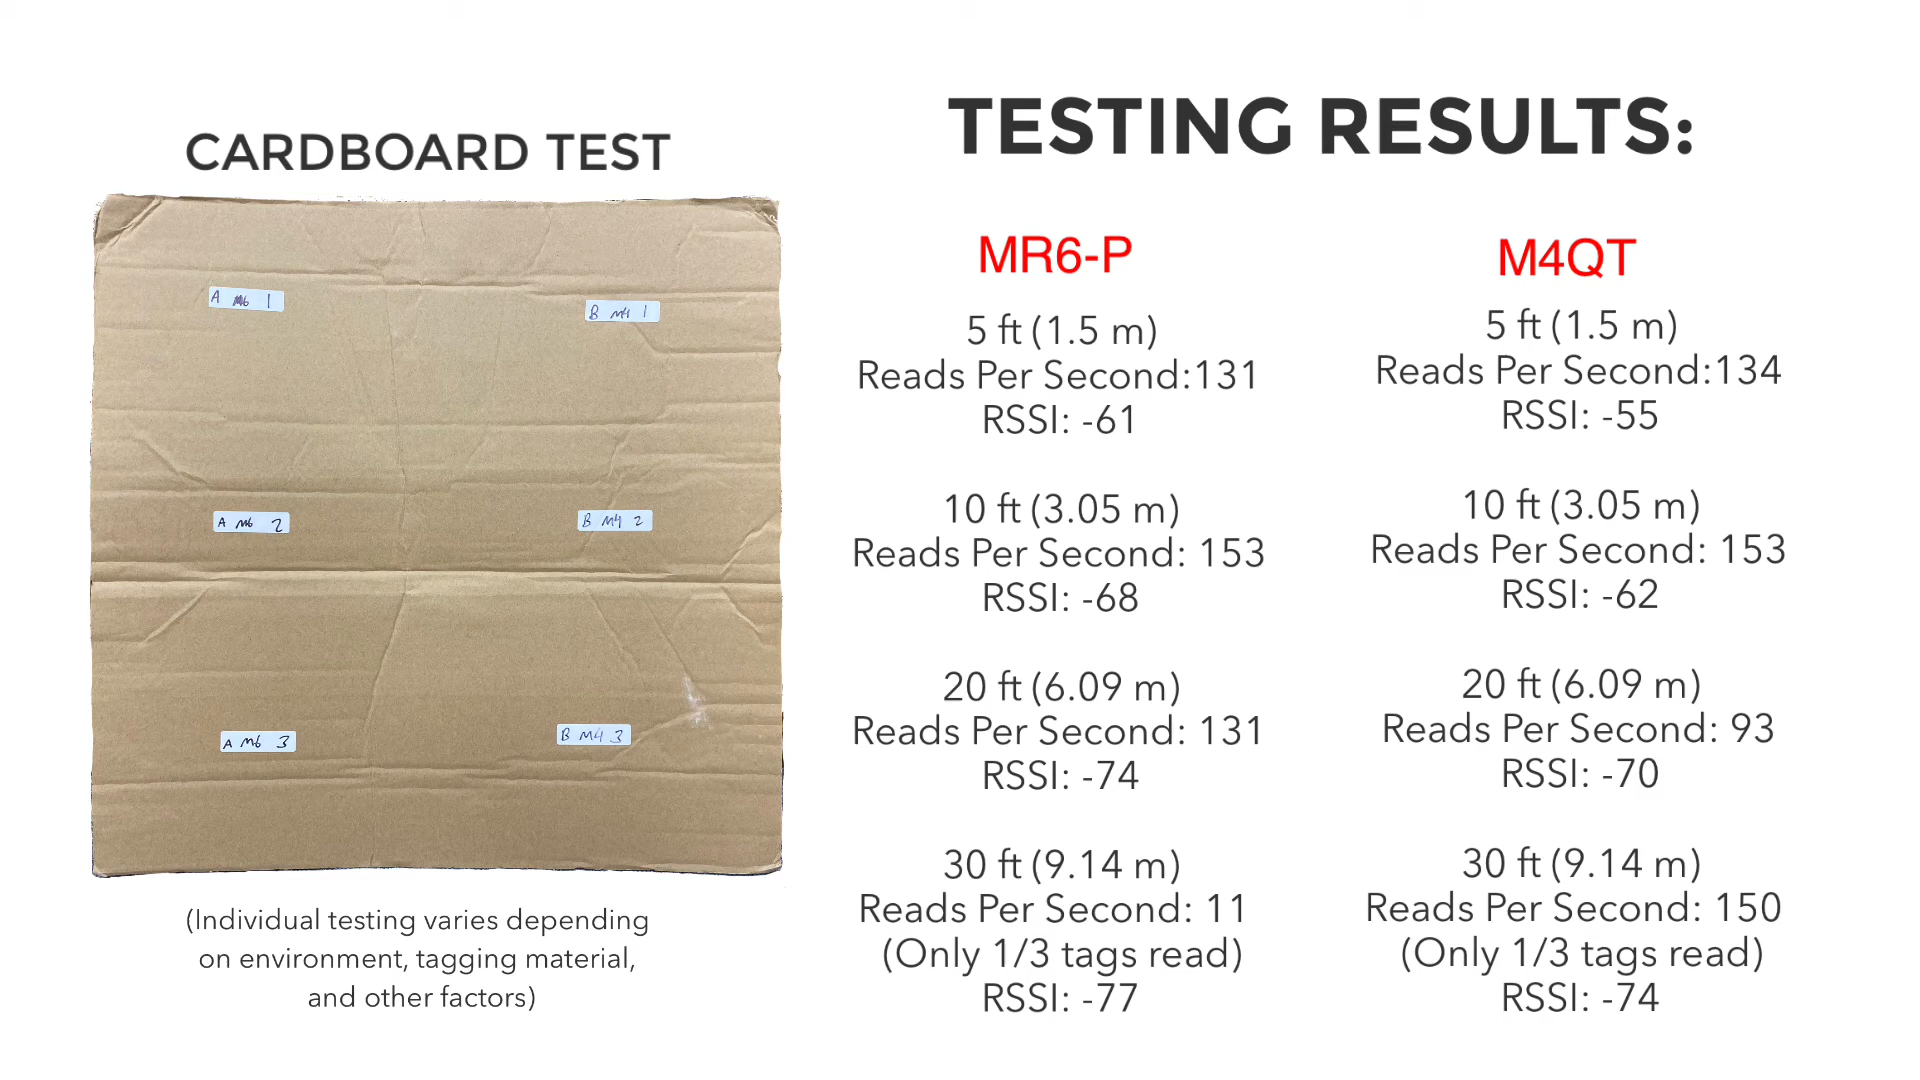 CARDBOARD TEST
A M6 1
B M4 1
A M6 2
B M4 2
A M6 3
B M4 3
(Individual testing varies depending
on environment, tagging material,
and other factors)
TESTING RESULTS:
MR6-P
5 ft (1.5 m)
Reads Per Second:131
RSSI: -61
10 ft (3.05 m)
Reads Per Second: 153
RSSI: -68
20 ft (6.09 m)
Reads Per Second: 131
RSSI: -74
30 ft (9.14 m)
Reads Per Second: 11
(Only 1/3 tags read)
RSSI: -77
M4QT
5 ft (1.5 m)
Reads Per Second:134
RSSI: -55
10 ft (3.05 m)
Reads Per Second: 153
RSSI: -62
20 ft (6.09 m)
Reads Per Second: 93
RSSI: -70
30 ft (9.14 m)
Reads Per Second: 150
(Only 1/3 tags read)
RSSI: -74